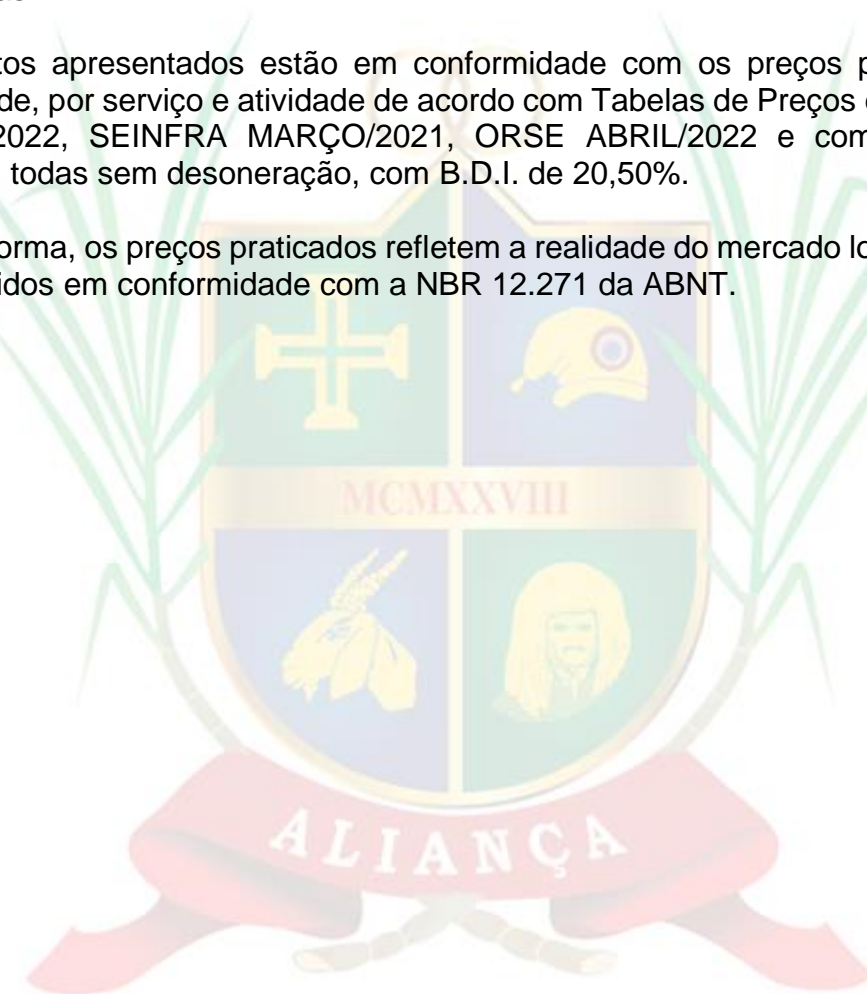 tos apresentados estão em conformidade com os preços p
de, por serviço e atividade de acordo com Tabelas de Preços
2022, SEINFRA MARÇO/2021, ORSE ABRIL/2022 e com
todas sem desoneração, com B.D.I. de 20,50%.
orma, os preços praticados refletem a realidade do mercado lo
idos em conformidade com a NBR 12.271 da ABNT.
MCMXXVIII
ALIANÇA